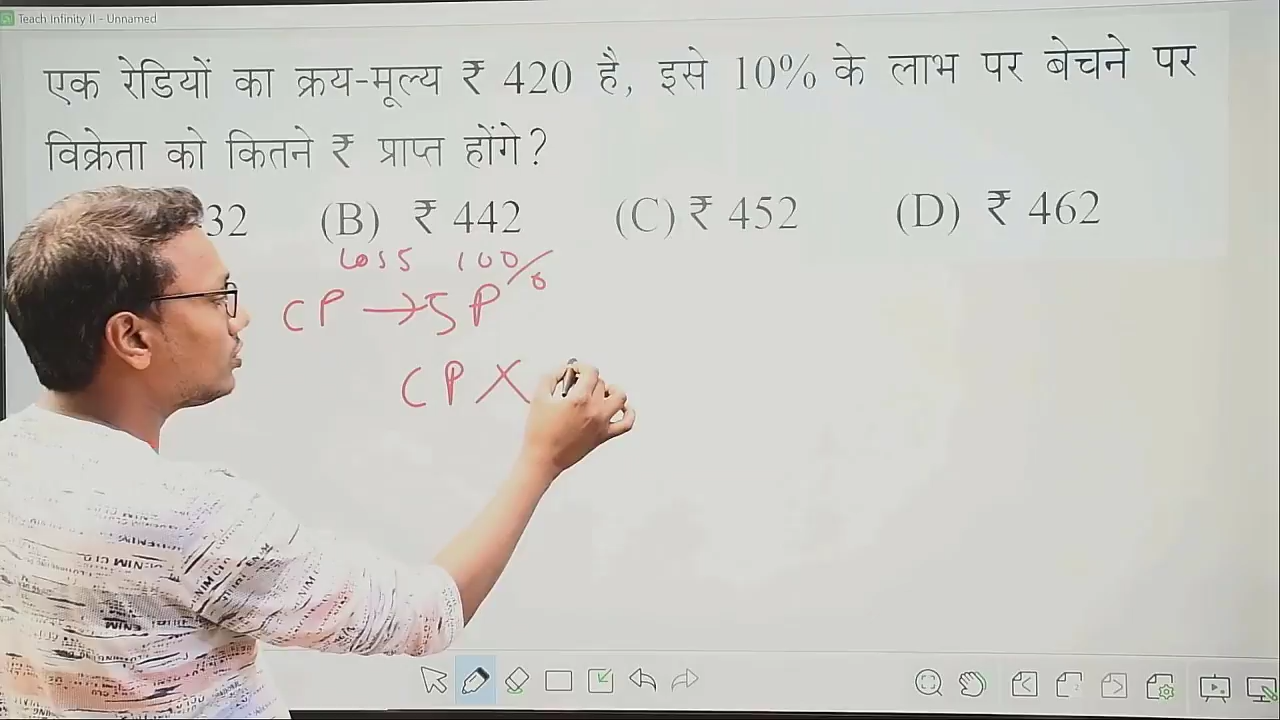 Teach Infinity II - Unnamed
एक रेडियों का क्रय-मूल्य ₹ 420 है, इसे 10% के लाभ पर बेचने पर
विक्रेता को कितने ₹ प्राप्त होंगे?
32 (B) ₹ 442 (C) ₹ 452 (D) ₹ 462
Loss 100%
CP → SP
CP X